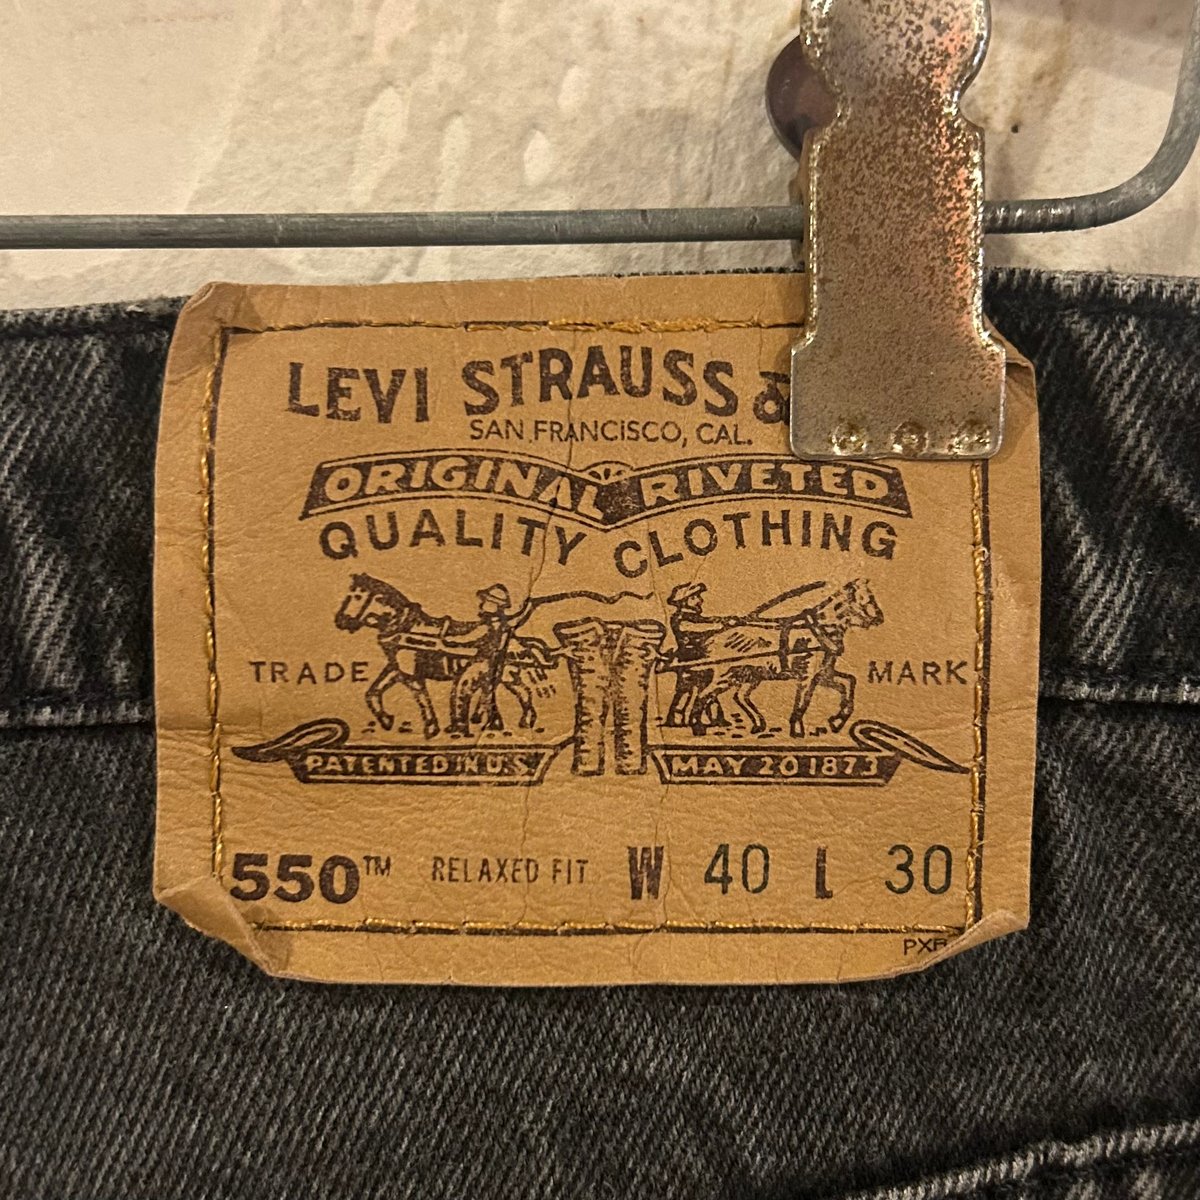 LEVI STRAUSS &
SAN FRANCISCO, CAL.
ORIGINAL RIVETED
QUALITY CLOTHING
TRADE MARK
PATENTED IN U.S. MAY 20 1873
550™ RELAXED FIT W 40 L 30